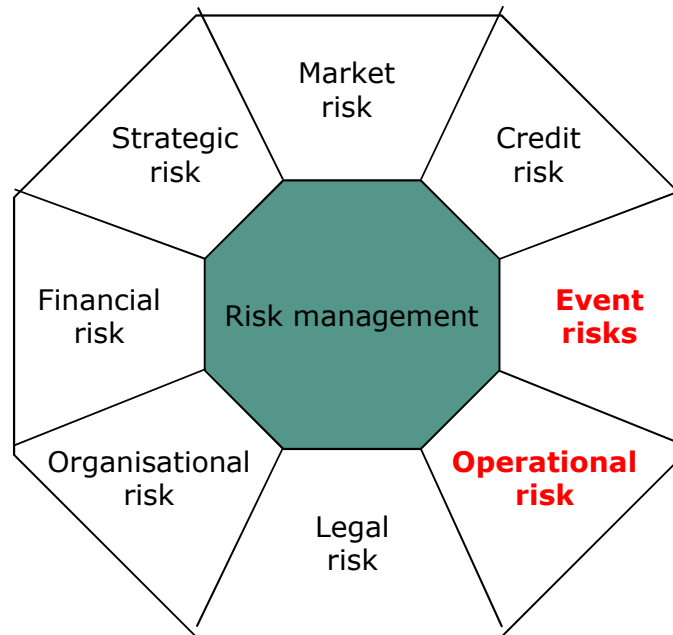 Market
risk
Strategic
risk
Credit
risk
Financial
risk
Risk management
Event
risks
Organisational
risk
Operational
risk
Legal
risk